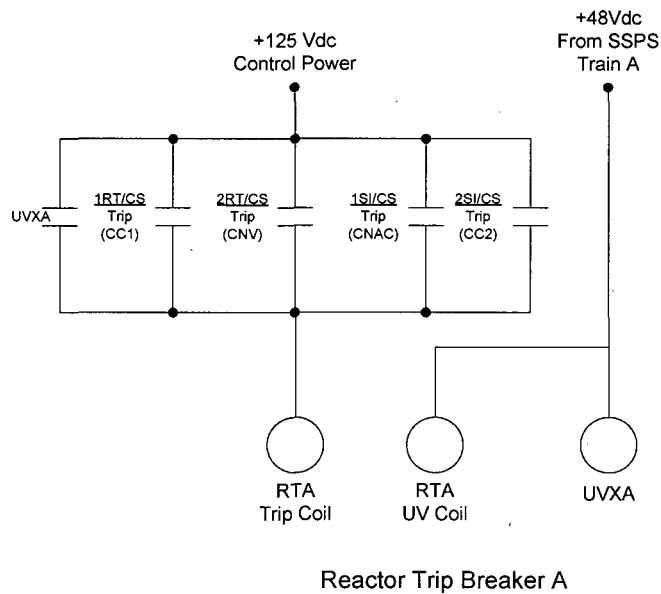 +48Vdc
From SSPS
Train A
+125 Vdc
Control Power
UVXA
1RT/CS
Trip
(CC1)
2RT/CS
Trip
(CNV)
1SI/CS
Trip
(CNAC)
2SI/CS
Trip
(CC2)
RTA
Trip Coil
RTA
UV Coil
UVXA
Reactor Trip Breaker A